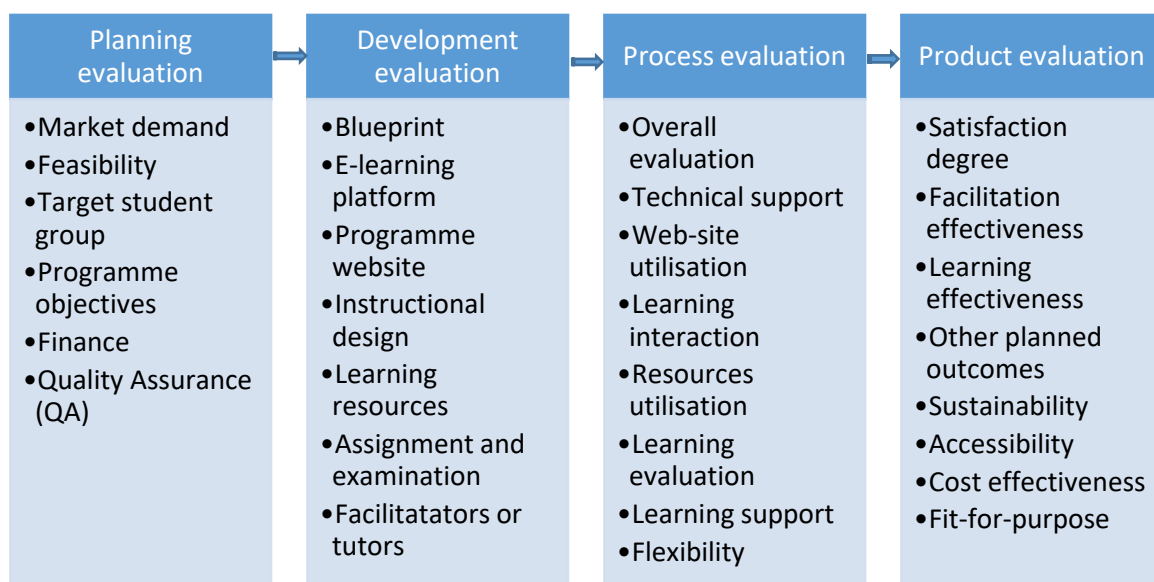 Planning
evaluation
•Market demand
•Feasibility
•Target student
group
•Programme
objectives
•Finance
•Quality Assurance
(QA)
Development
evaluation
•Blueprint
•E-learning
platform
•Programme
website
•Instructional
design
•Learning
resources
•Assignment and
examination
•Facilitatators or
tutors
Process evaluation
•Overall
evaluation
•Technical support
•Web-site
utilisation
•Learning
interaction
•Resources
utilisation
•Learning
evaluation
•Learning support
•Flexibility
Product evaluation
•Satisfaction
degree
•Facilitation
effectiveness
•Learning
effectiveness
•Other planned
outcomes
•Sustainability
•Accessibility
•Cost effectiveness
•Fit-for-purpose